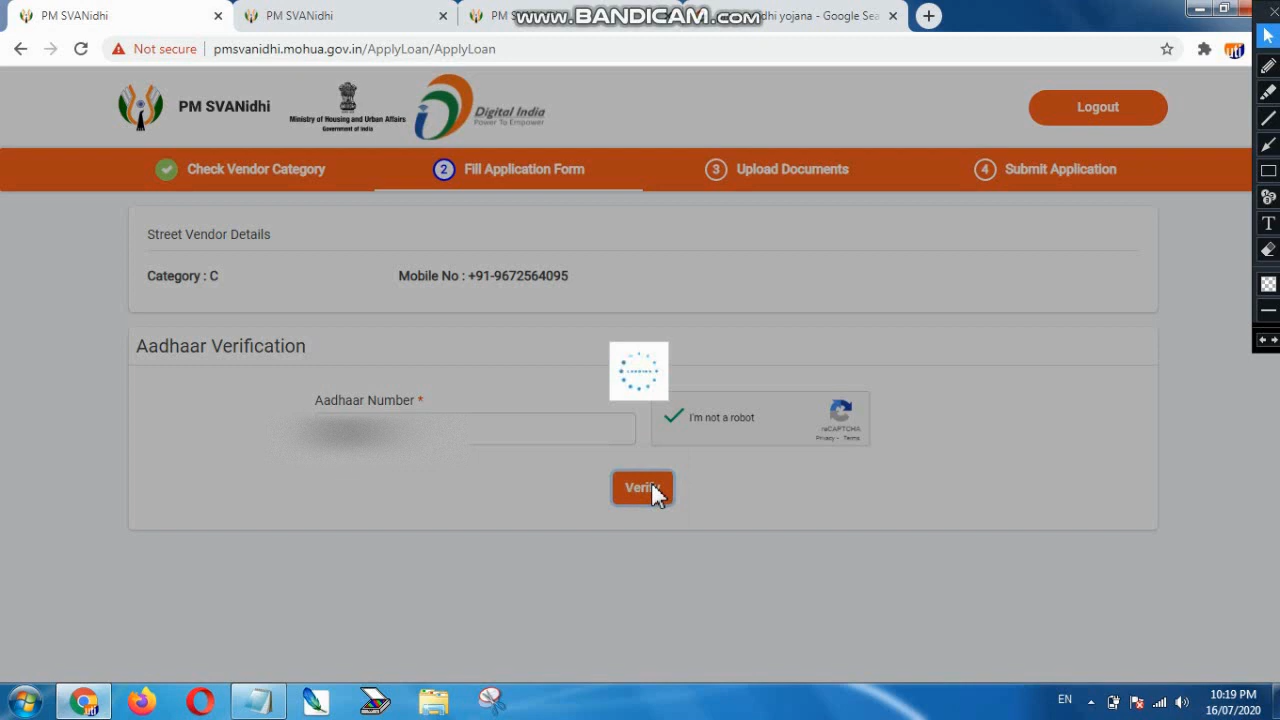 PM SVANidhi
PM SVANidhi
www.BANDICAM.com
dhi yojana - Google Sea
Not secure
pmsvanidhi.mohua.gov.in/ApplyLoan/ApplyLoan
PM SVANidhi
Ministry of Housing and Urban Affairs
Government of India
Digital India
Power To Empower
Logout
Check Vendor Category
2 Fill Application Form
3 Upload Documents
4 Submit Application
Street Vendor Details
Category : C
Mobile No : +91-9672564095
Aadhaar Verification
Aadhaar Number *
I'm not a robot
reCAPTCHA
Privacy - Terms
Verify
EN
10:19 PM
16/07/2020